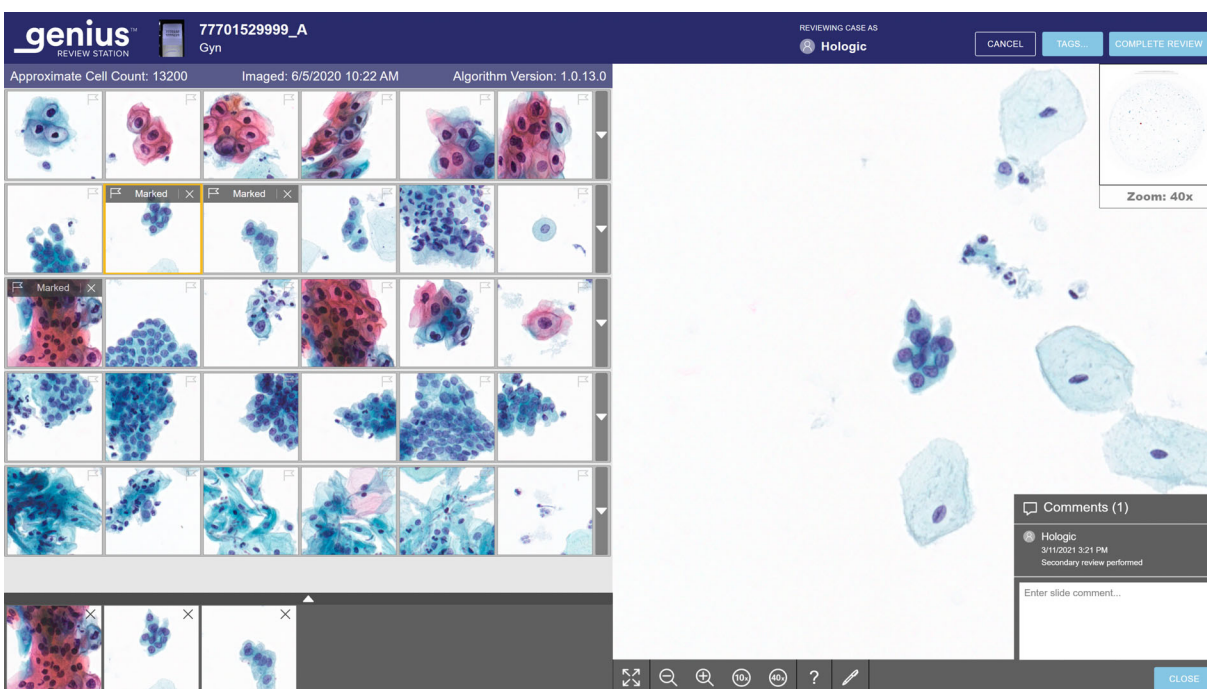 genius™
REVIEW STATION
77701529999_A
Gyn
REVIEWING CASE AS
Hologic
CANCEL
TAGS...
COMPLETE REVIEW
Approximate Cell Count: 13200
Imaged: 6/5/2020 10:22 AM
Algorithm Version: 1.0.13.0
Zoom: 40x
Marked
Marked
Marked
Comments (1)
Hologic
3/11/2021 3:21 PM
Secondary review performed
Enter slide comment...
10x
40x
?
CLOSE